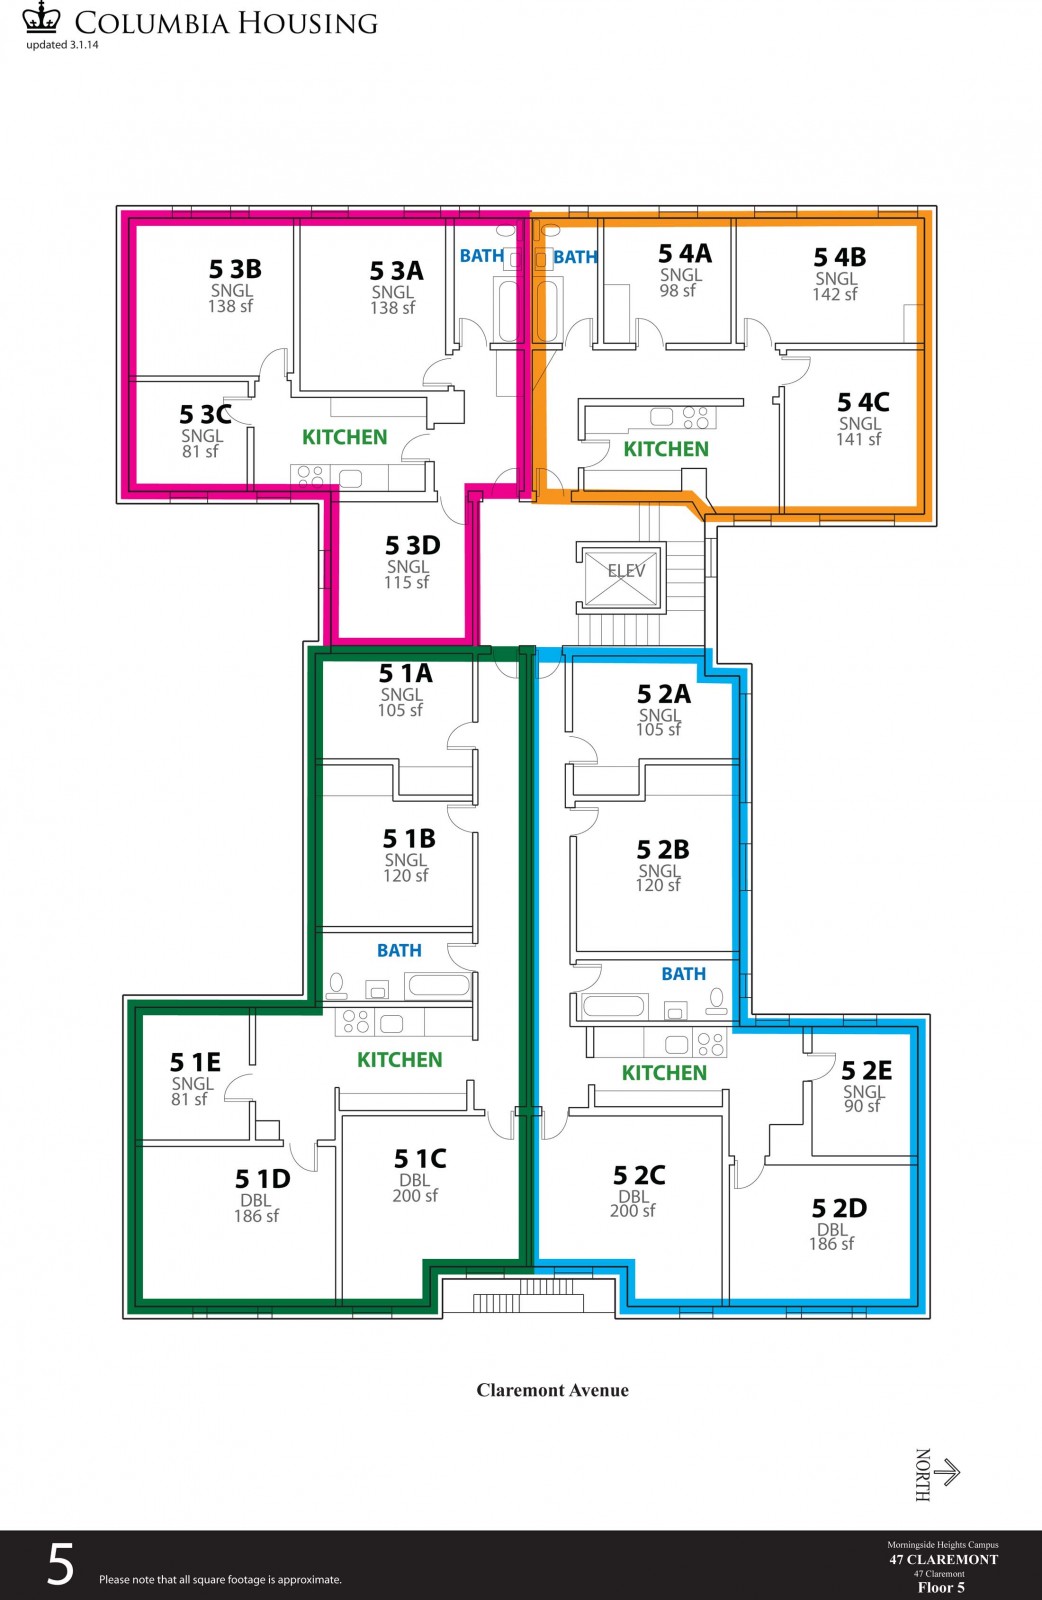 COLUMBIA HOUSING
updated 3.1.14
5 3B
SNGL
138 sf
5 3A
SNGL
138 sf
BATH
BATH
5 4A
SNGL
98 sf
5 4B
SNGL
142 sf
5 3C
SNGL
81 sf
KITCHEN
KITCHEN
5 4C
SNGL
141 sf
5 3D
SNGL
115 sf
ELEV
5 1A
SNGL
105 sf
5 2A
SNGL
105 sf
5 1B
SNGL
120 sf
5 2B
SNGL
120 sf
BATH
BATH
5 1E
SNGL
81 sf
KITCHEN
KITCHEN
5 2E
SNGL
90 sf
5 1D
DBL
186 sf
5 1C
DBL
200 sf
5 2C
DBL
200 sf
5 2D
DBL
186 sf
Claremont Avenue
NORTH
5
Please note that all square footage is approximate.
Morningside Heights Campus
47 CLAREMONT
47 Claremont
Floor 5